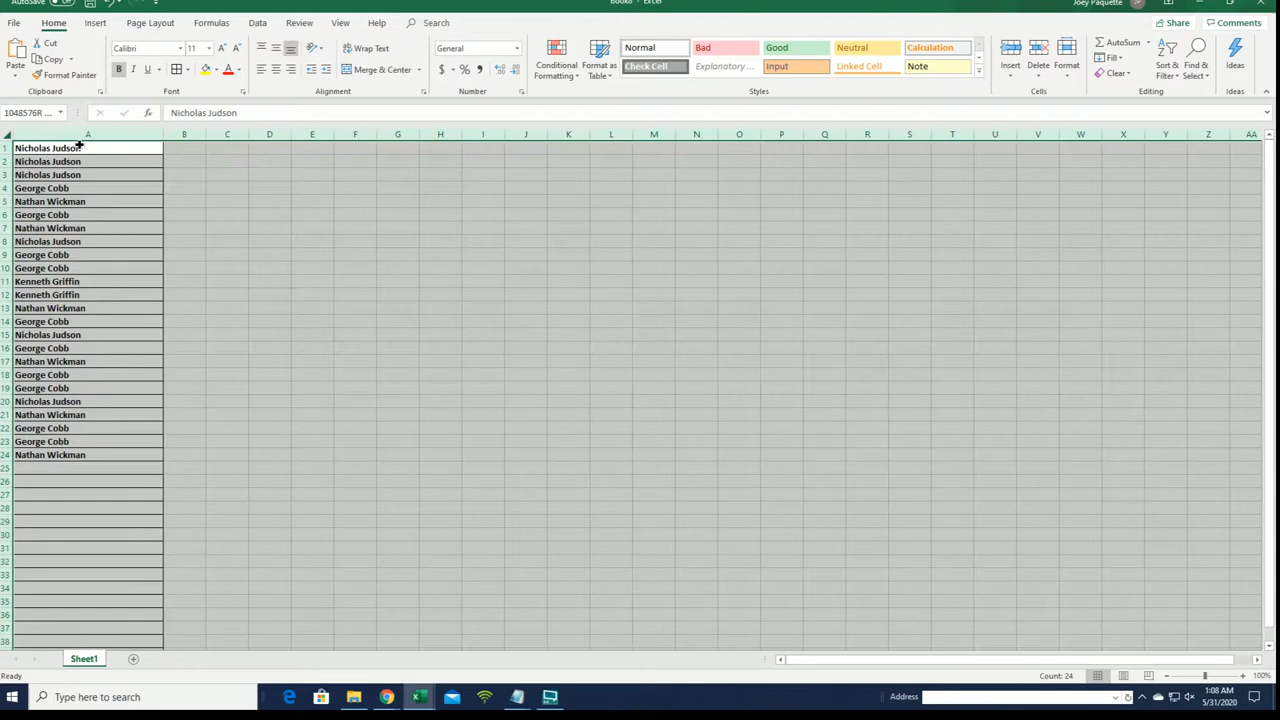 AutoSave Off Book6 - Excel Joey Paquette JP
File Home Insert Page Layout Formulas Data Review View Help Search Share Comments
Paste Cut Copy Format Painter Clipboard
Calibri 11 B I U A Font
Wrap Text Merge & Center Alignment
General $ % Number
Conditional Formatting Format as Table
Normal Bad Good Neutral Calculation
Check Cell Explanatory ... Input Linked Cell Note
Styles
Insert Delete Format Cells
AutoSum Fill Clear Sort & Filter Find & Select Editing
Ideas Ideas
1048576R ... fx Nicholas Judson
A B C D E F G H I J K L M N O P Q R S T U V W X Y Z AA
1 Nicholas Judson
2 Nicholas Judson
3 Nicholas Judson
4 George Cobb
5 Nathan Wickman
6 George Cobb
7 Nathan Wickman
8 Nicholas Judson
9 George Cobb
10 George Cobb
11 Kenneth Griffin
12 Kenneth Griffin
13 Nathan Wickman
14 George Cobb
15 Nicholas Judson
16 George Cobb
17 Nathan Wickman
18 George Cobb
19 George Cobb
20 Nicholas Judson
21 Nathan Wickman
22 George Cobb
23 George Cobb
24 Nathan Wickman
25
26
27
28
29
30
31
32
33
34
35
36
37
38
Sheet1
Ready Count: 24 100%
Type here to search Address 1:08 AM
5/31/2020